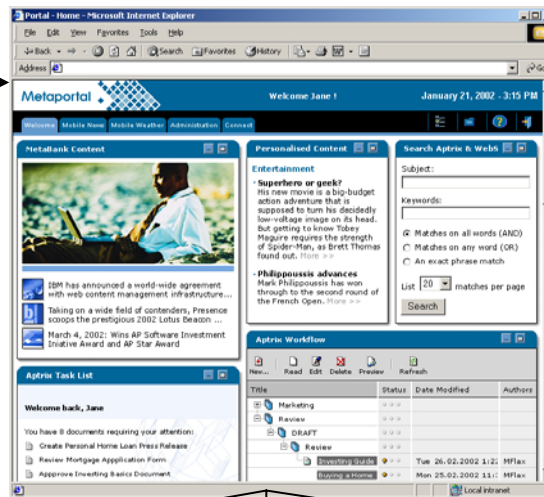 Portal - Home - Microsoft Internet Explorer
File Edit View Favorites Tools Help
Back Search Favorites History
Address Go
Metaportal Welcome Jane ! January 21, 2002 - 3:15 PM
Welcome Mobile News Mobile Weather Administration Connect
MetaBank Content
IBM has announced a world-wide agreement
with web content management infrastructure...
Taking on a wide field of contenders, Presence
scoops the prestigious 2002 Lotus Beacon ...
March 4, 2002: Wins AP Software Investment
Iniative Award and AP Star Award
Aptrix Task List
Welcome back, Jane
You have 8 documents requiring your attention:
Create Personal Home Loan Press Release
Review Mortgage Appplication Form
Appprove Investing Basics Document
Personalised Content
Entertainment
· Superhero or geek?
His new movie is a big-budget
action adventure that is
supposed to turn his decidedly
low-voltage image on its head.
But getting to know Tobey
Maguire requires the strength
of Spider-Man, as Brett Thomas
found out. More >>
· Philippoussis advances
Mark Philippoussis has won
through to the second round of
the French Open. More >>
Search Aptrix & WebS
Subject:
Keywords:
Matches on all words (AND)
Matches on any word (OR)
An exact phrase match
List 20 matches per page
Search
Aptrix Workflow
New... Read Edit Delete Preview Refresh
Title Status Date Modified Authors
Marketing
Review
DRAFT
Review
Investing Guide Tue 26.02.2002 1:2: MFlax
Buying a Home Mon 25.02.2002 11: MFlax
Local intranet